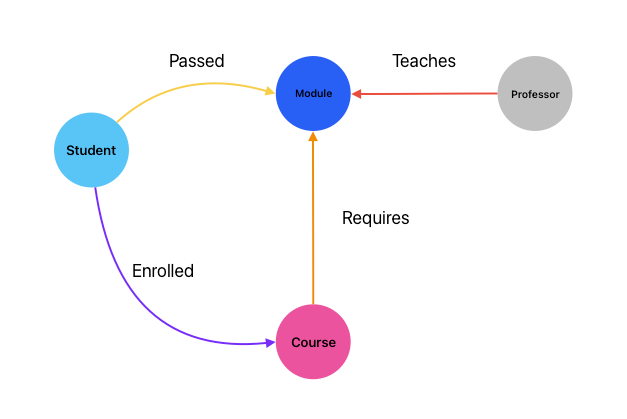 Passed
Teaches
Module
Professor
Student
Requires
Enrolled
Course